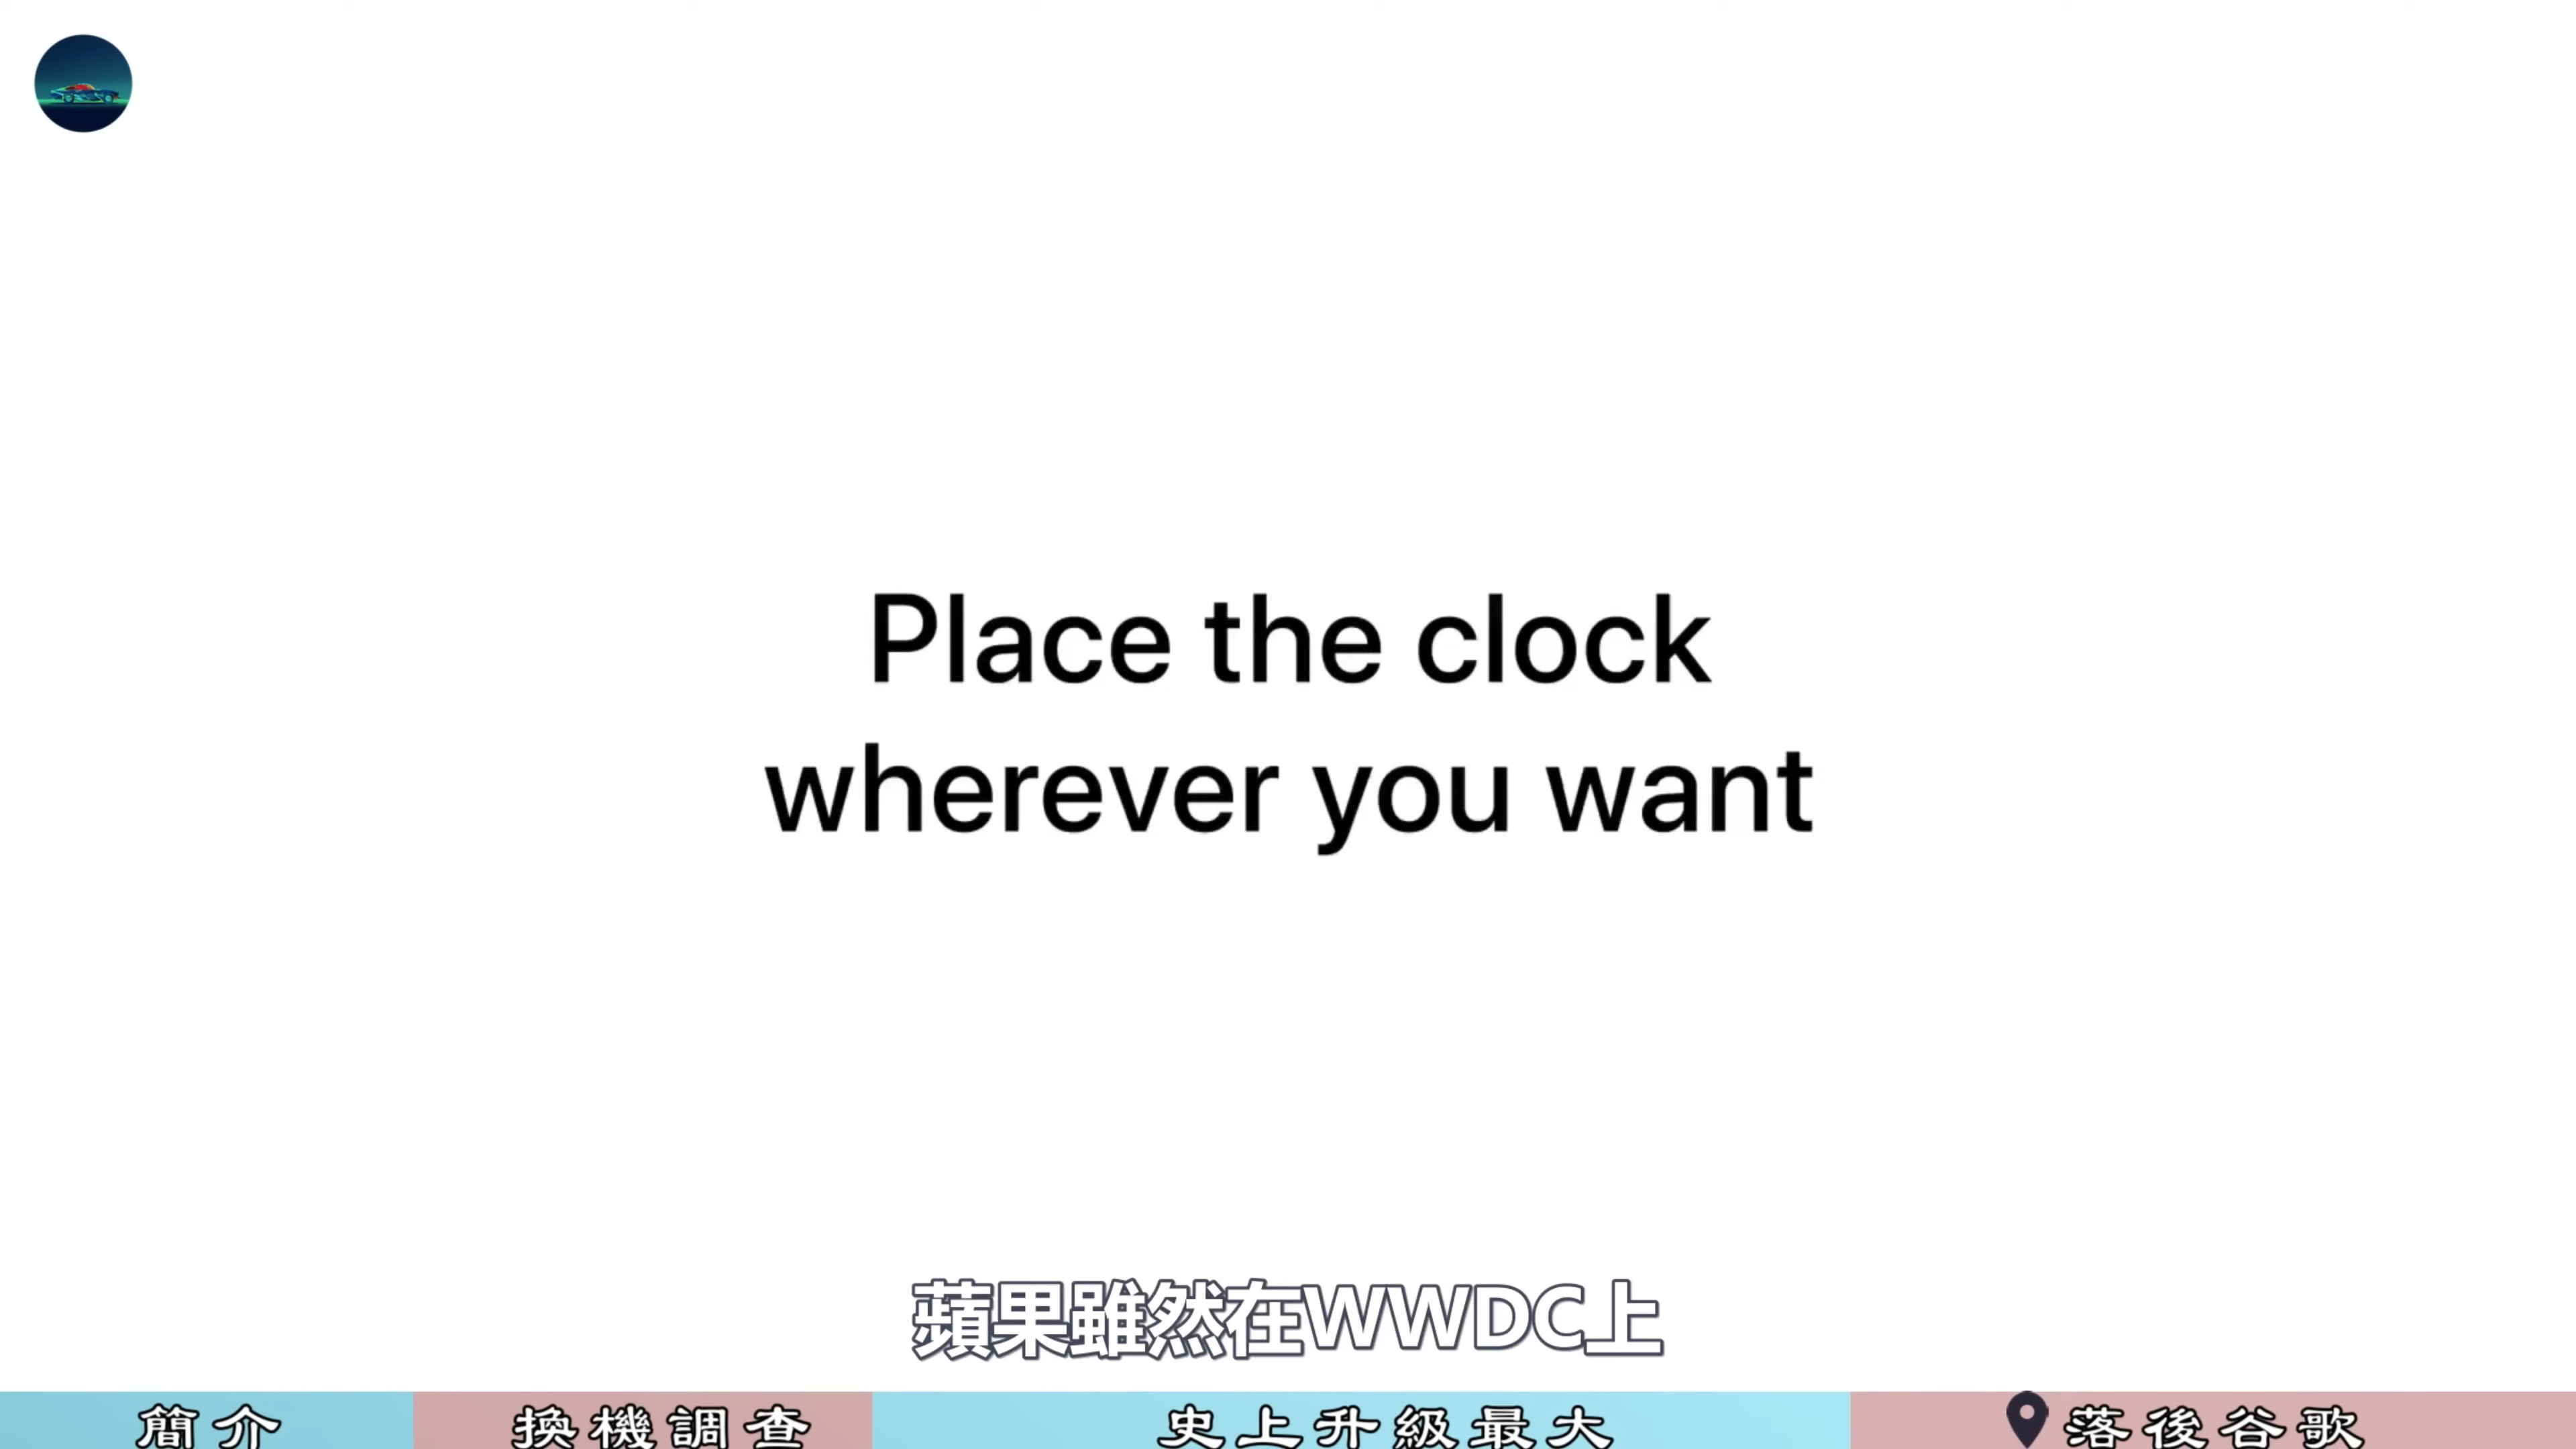 Place the clock
wherever you want
蘋果雖然在WWDC上
簡介
換機調查
史上升級最大
落後谷歌